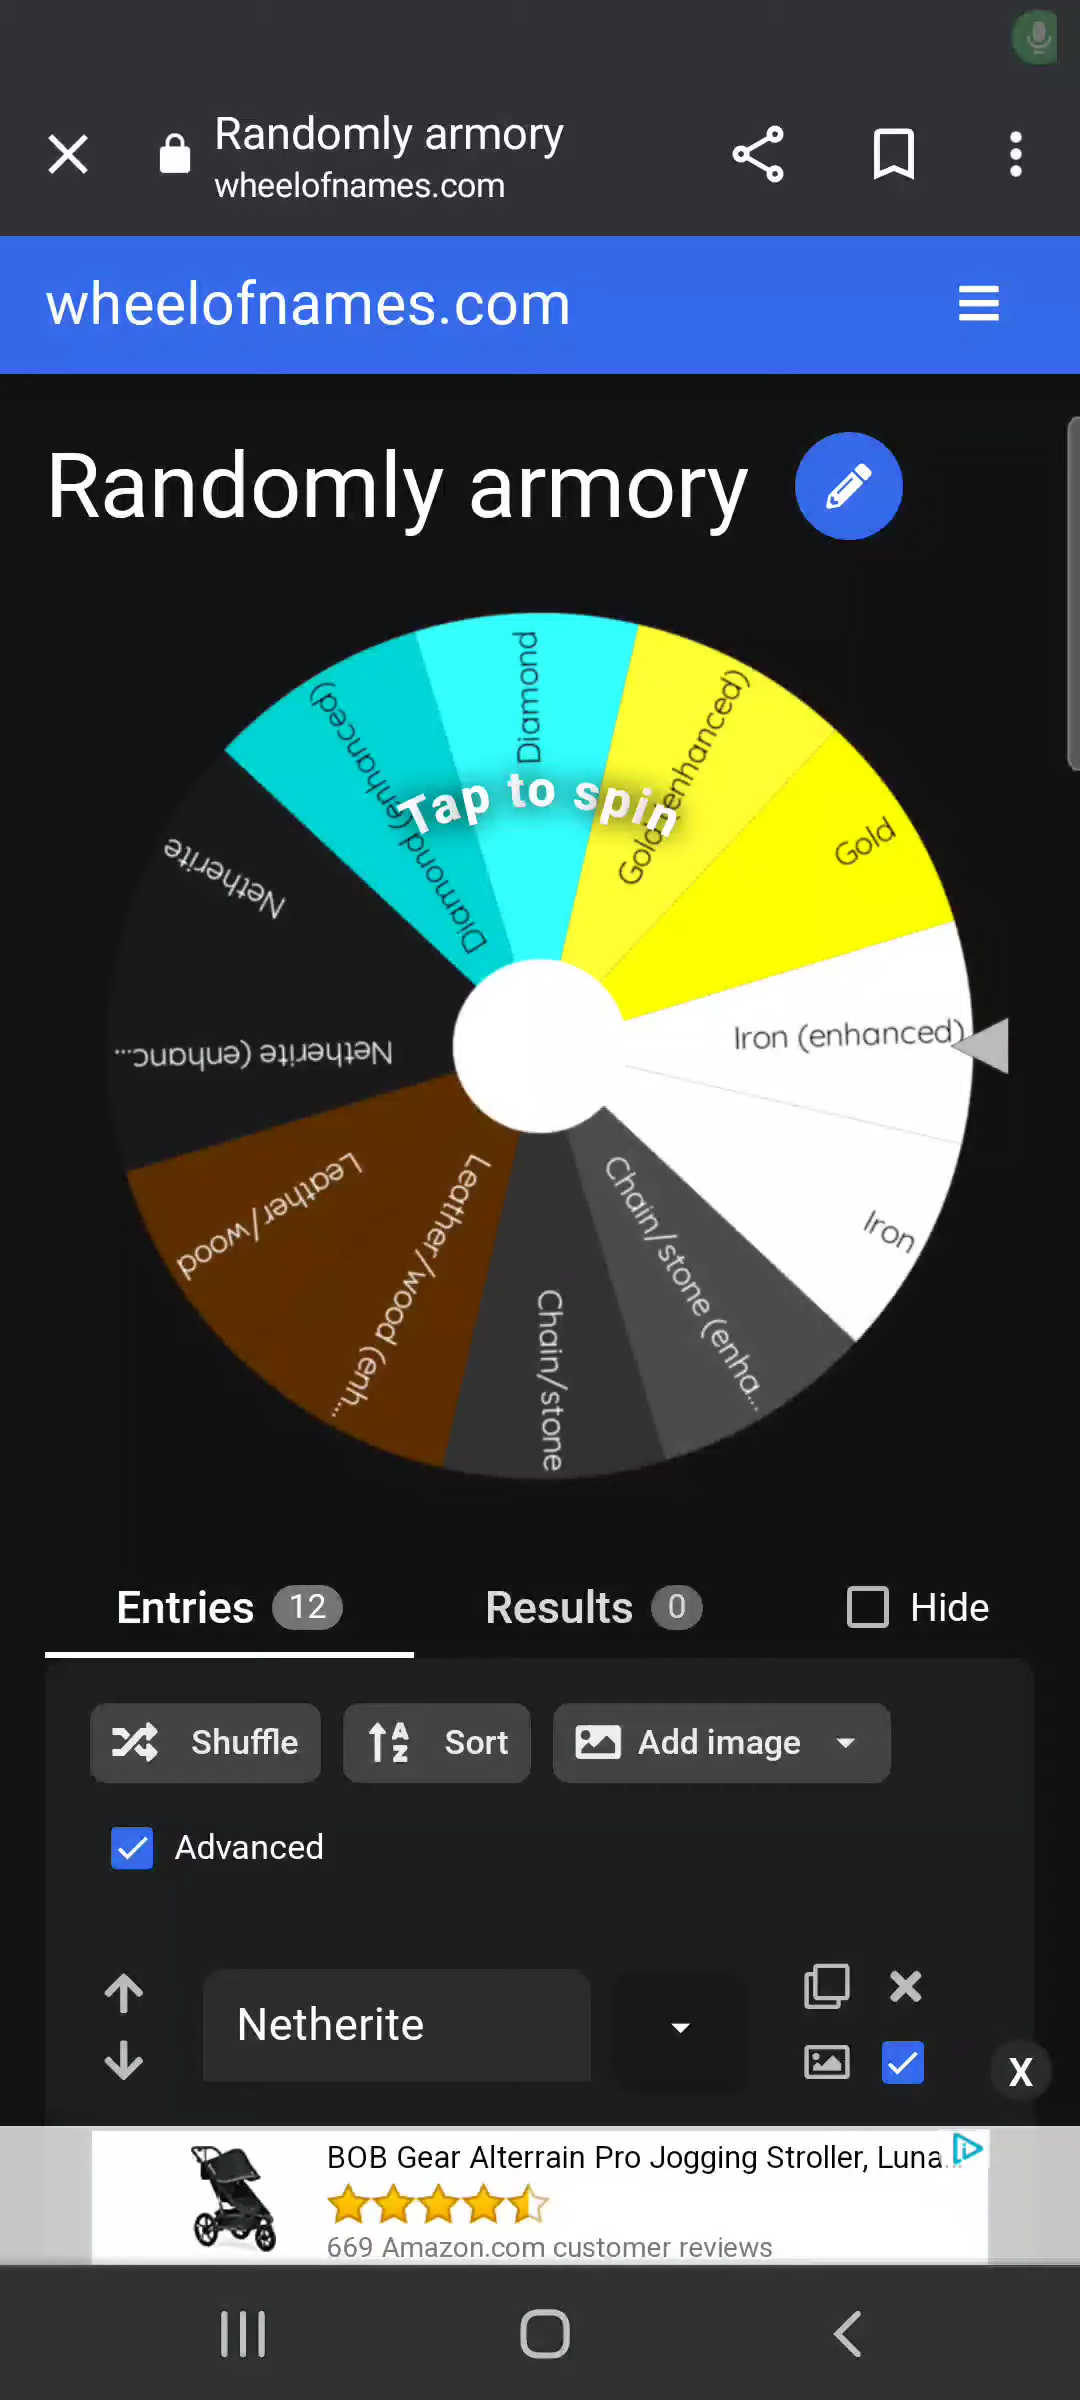 Randomly armory
wheelofnames.com
wheelofnames.com
Randomly armory
Diamond
Gold (enhanced)
Gold
Iron (enhanced)
Iron
Chain/stone (enha...
Chain/stone
Leather/wood (enh...
Leather/wood
Netherite (enhanc...
Netherite
Diamond (enhanced)
Tap to spin
Entries 12 Results 0 Hide
Shuffle Sort Add image
Advanced
Netherite
X
BOB Gear Alterrain Pro Jogging Stroller, Luna...
669 Amazon.com customer reviews